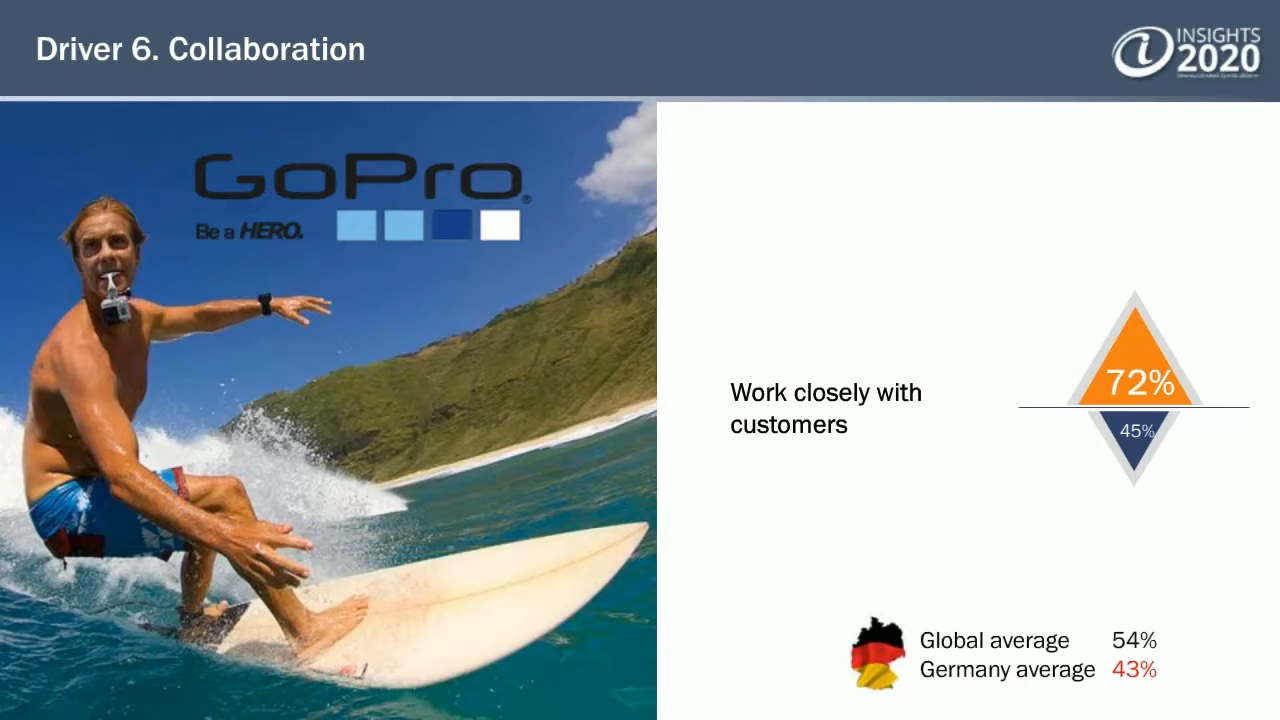 Driver 6. Collaboration
INSIGHTS
2020
GoPro®
Be a HERO.
72%
Work closely with
customers
45%
Global average 54%
Germany average 43%